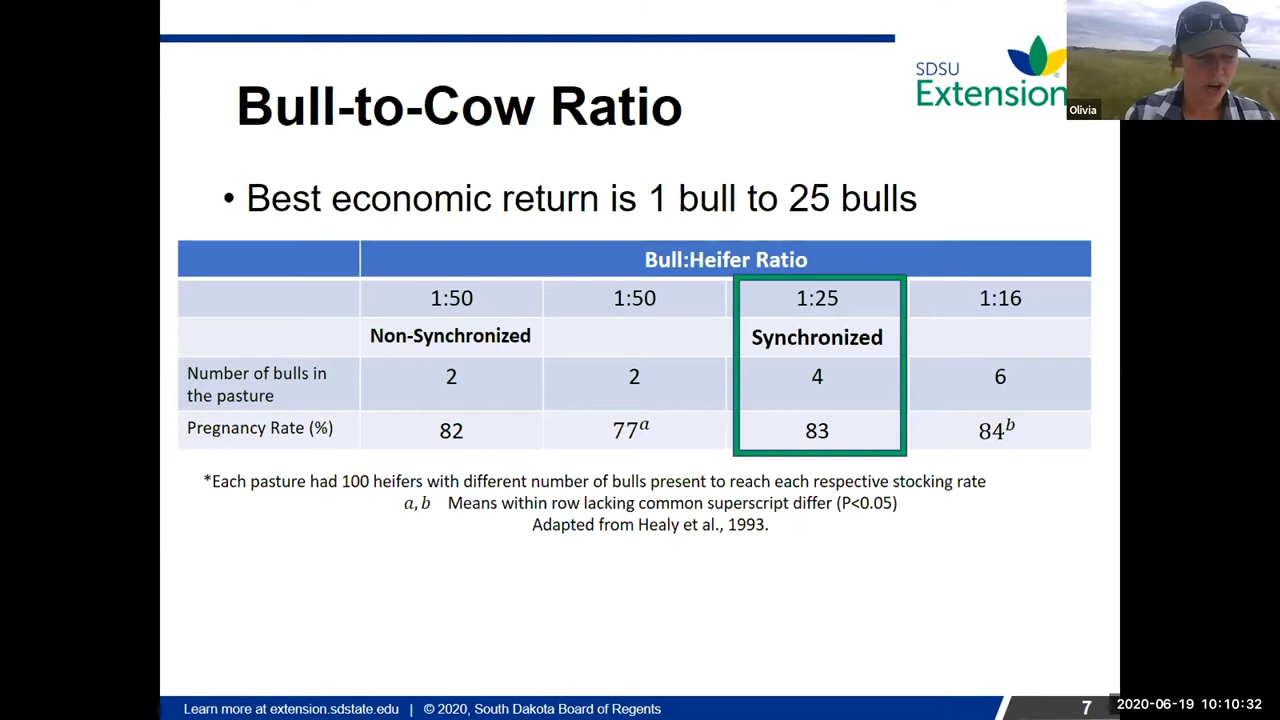 SDSU
Extension
Olivia
Bull-to-Cow Ratio
• Best economic return is 1 bull to 25 bulls
Bull:Heifer Ratio
1:50 1:50 1:25 1:16
Non-Synchronized Synchronized
Number of bulls in
the pasture 2 2 4 6
Pregnancy Rate (%) 82 77a 83 84b
*Each pasture had 100 heifers with different number of bulls present to reach each respective stocking rate
a, b Means within row lacking common superscript differ (P<0.05)
Adapted from Healy et al., 1993.
Learn more at extension.sdstate.edu | © 2020, South Dakota Board of Regents
7
2020-06-19 10:10:32